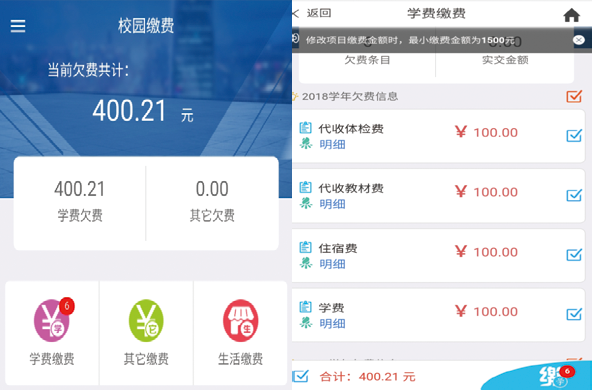 校园缴费
当前欠费共计：
400.21 元
400.21
学费欠费
0.00
其它欠费
6
学
学费缴费
它
其它缴费
生
生活缴费
返回
学费缴费
修改项目缴费金额时，最小缴费金额为1500元
欠费条目
实交金额
2018学年欠费信息
代收体检费
¥ 100.00
明细
代收教材费
¥ 100.00
明细
住宿费
¥ 100.00
明细
学费
¥ 100.00
明细
合计：400.21 元
缴
6